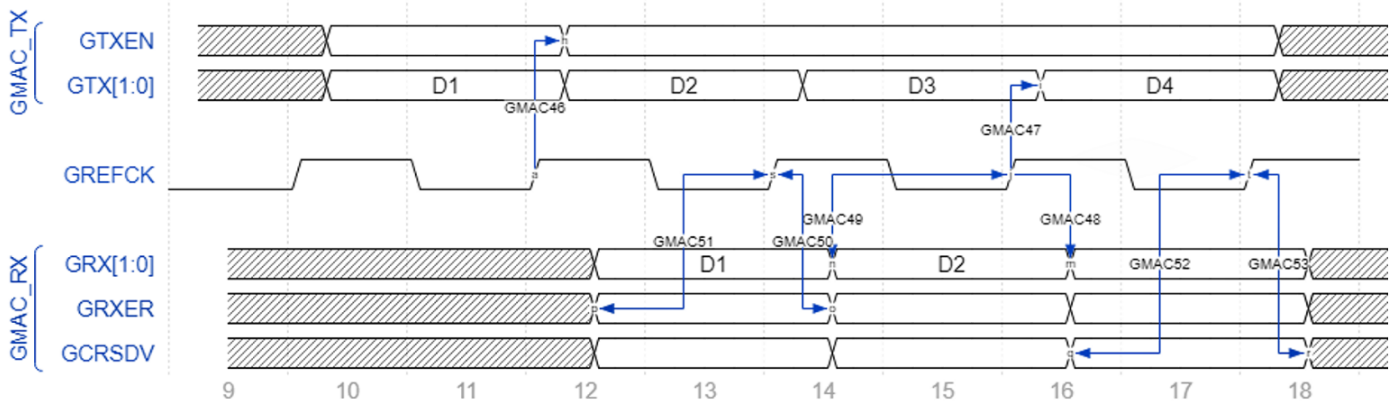 GMAC_TX
GTXEN
h
GTX[1:0]
D1
D2
D3
D4
GMAC46
GMAC47
GREFCK
a
s
j
t
GMAC49
GMAC48
GMAC51
GMAC50
GMAC_RX
GRX[1:0]
D1
n
D2
m
GMAC52
GMAC53
GRXER
p
o
GCRSDV
q
r
9 10 11 12 13 14 15 16 17 18